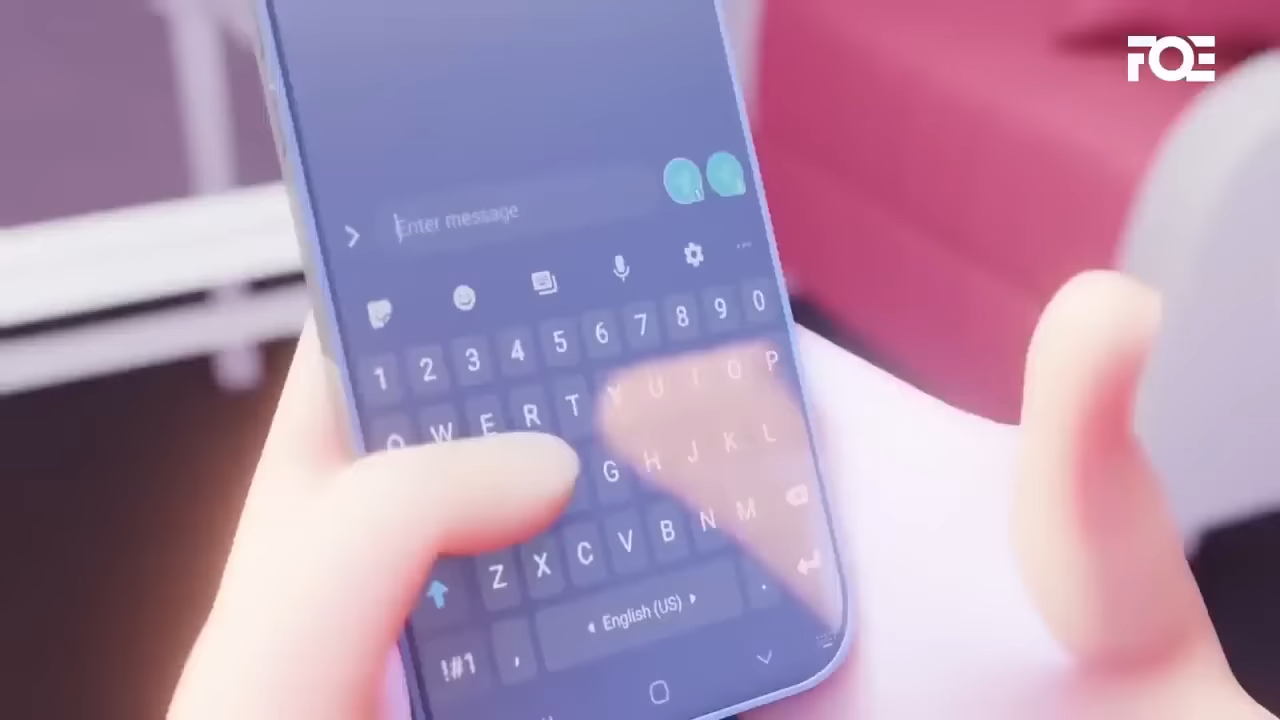 FOE
Enter message
1 2 3 4 5 6 7 8 9 0
Q W E R T Y U I O P
G H J K L
Z X C V B N M
!#1 , English (US) .